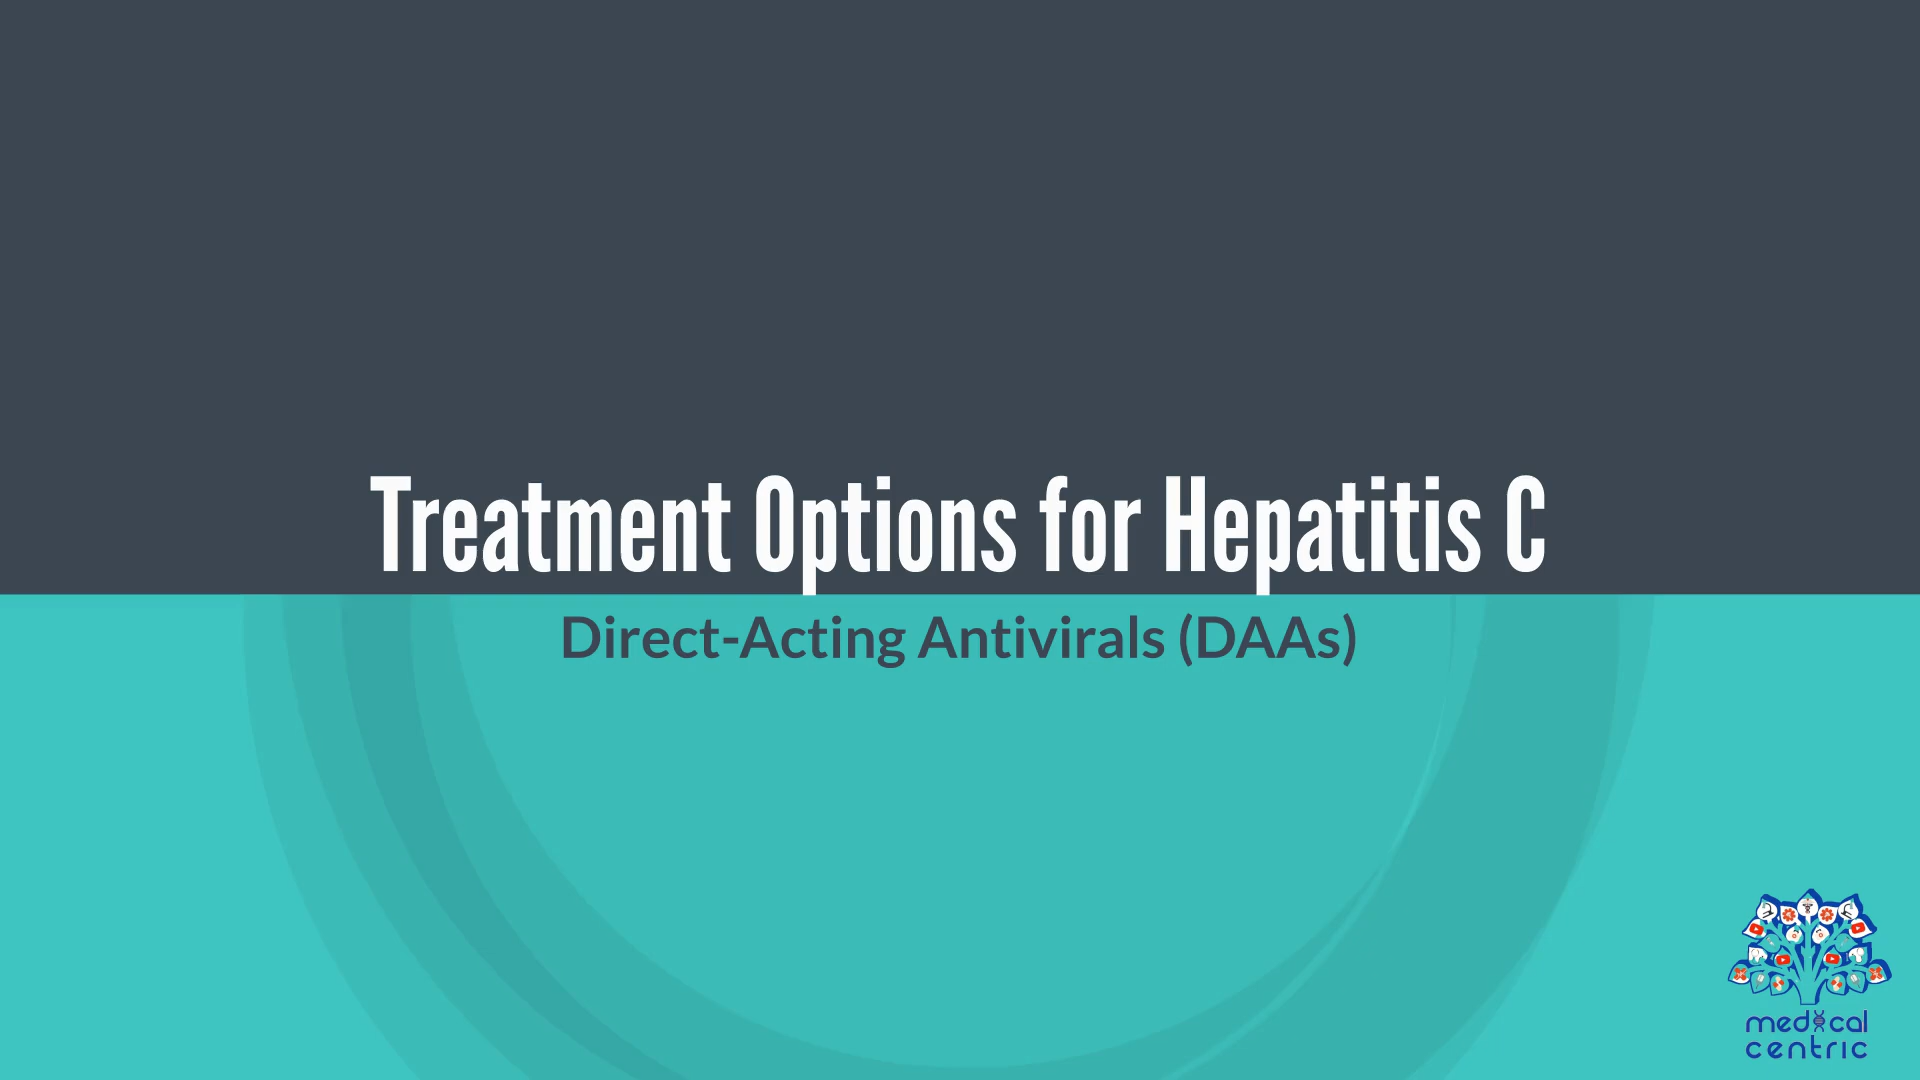 Treatment Options for Hepatitis C
Direct-Acting Antivirals (DAAs)
medical
centric